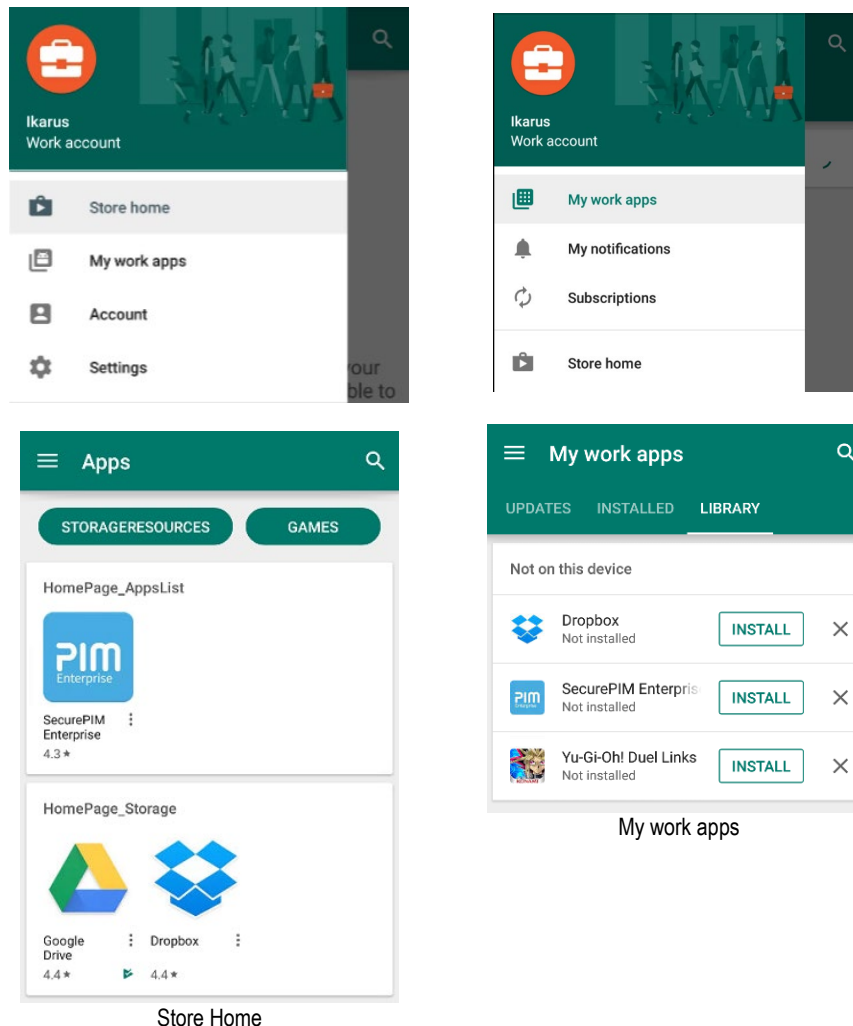 Ikarus
Work account
Store home
My work apps
Account
Settings
our
ble to
Ikarus
Work account
My work apps
My notifications
Subscriptions
Store home
Apps
STORAGERESOURCES GAMES
HomePage_AppsList
PIM
Enterprise
SecurePIM
Enterprise
4.3★
HomePage_Storage
Google Drive
Dropbox
4.4★
4.4★
Store Home
My work apps
UPDATES INSTALLED LIBRARY
Not on this device
Dropbox
Not installed
INSTALL
PIM
SecurePIM Enterpris
Not installed
INSTALL
Yu-Gi-Oh! Duel Links
Not installed
INSTALL
KONAMI
My work apps